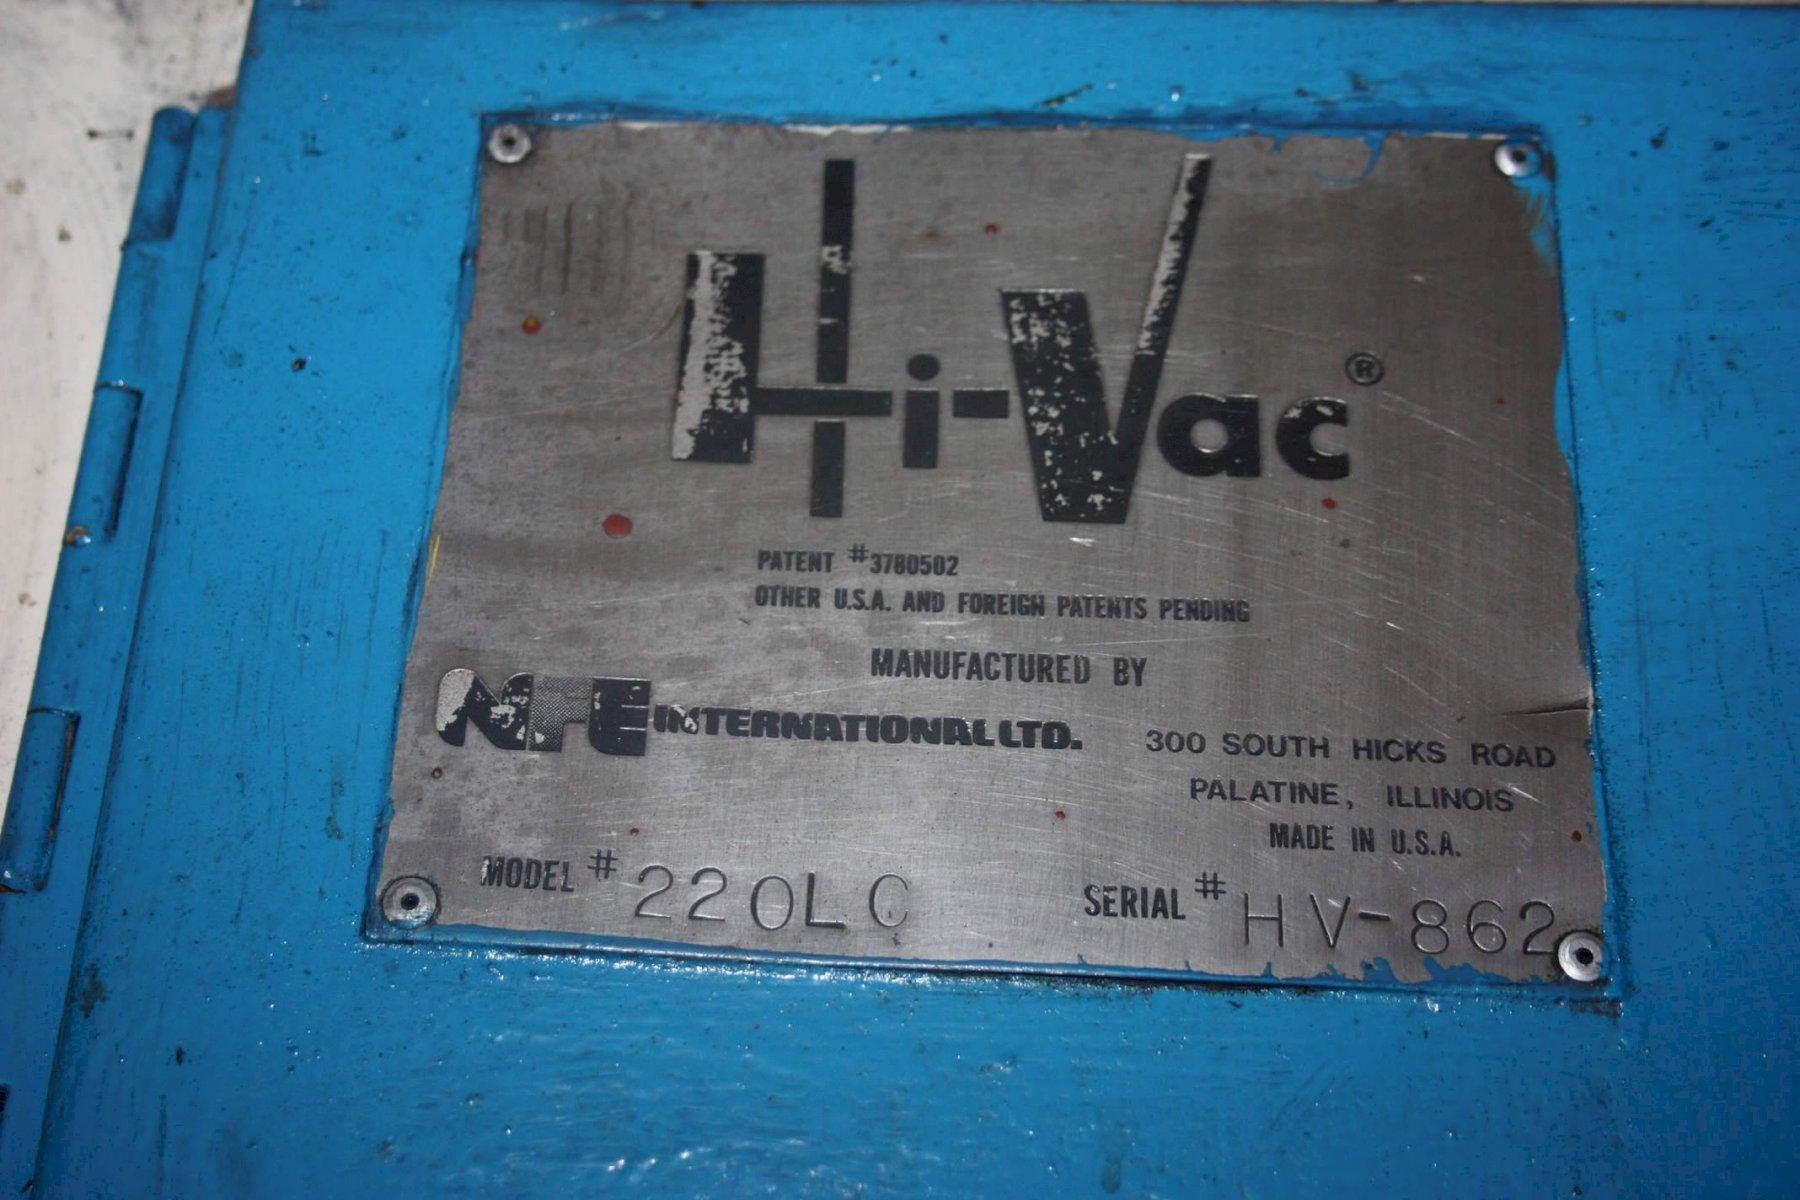 Hi-Vac®
PATENT #3780502
OTHER U.S.A. AND FOREIGN PATENTS PENDING
MANUFACTURED BY
NFE INTERNATIONAL LTD. 300 SOUTH HICKS ROAD
PALATINE, ILLINOIS
MADE IN U.S.A.
MODEL # 220LC SERIAL # HV-862